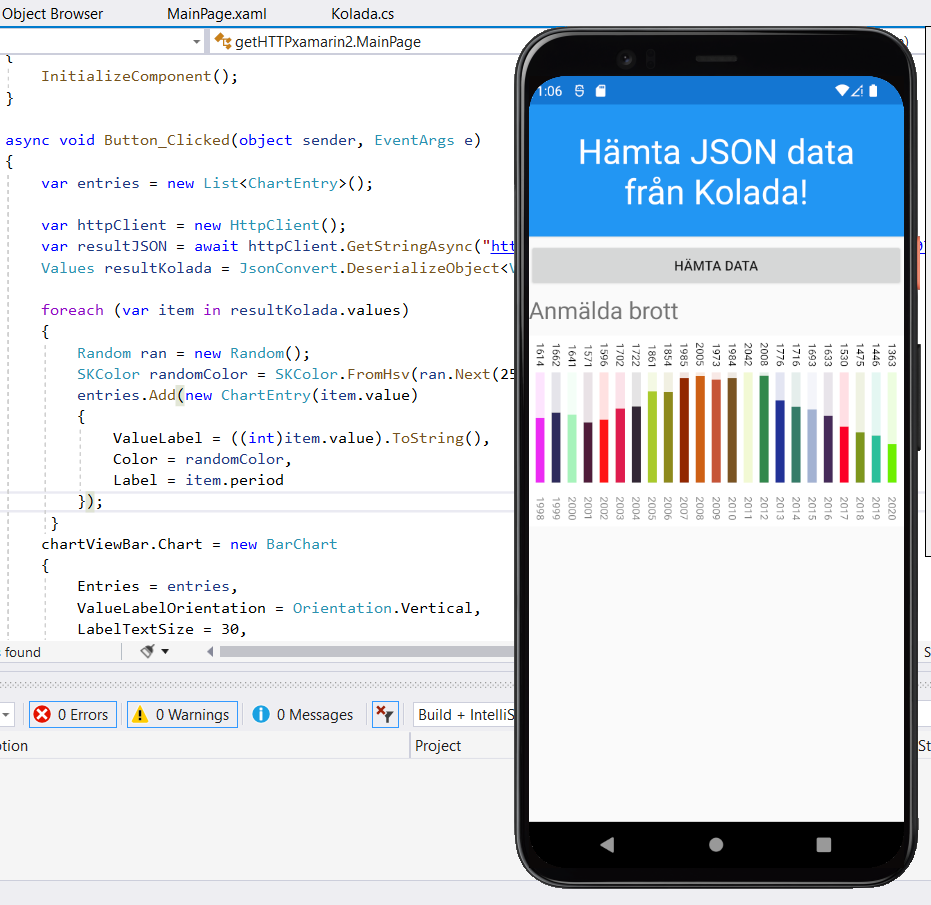 Object Browser
MainPage.xaml
Kolada.cs
getHTTPxamarin2.MainPage
{
InitializeComponent();
}
async void Button_Clicked(object sender, EventArgs e)
{
var entries = new List<ChartEntry>();
var httpClient = new HttpClient();
var resultJSON = await httpClient.GetStringAsync("htt
Values resultKolada = JsonConvert.DeserializeObject<V
foreach (var item in resultKolada.values)
{
Random ran = new Random();
SKColor randomColor = SKColor.FromHsv(ran.Next(25
entries.Add(new ChartEntry(item.value)
{
ValueLabel = ((int)item.value).ToString(),
Color = randomColor,
Label = item.period
});
}
chartViewBar.Chart = new BarChart
{
Entries = entries,
ValueLabelOrientation = Orientation.Vertical,
LabelTextSize = 30,
found
0 Errors
0 Warnings
0 Messages
Build + IntelliS
tion
Project
St
1:06
Hämta JSON data
från Kolada!
HÄMTA DATA
Anmälda brott
1614 1662 1641 1571 1596 1702 1722 1861 1854 1985 2005 1973 1984 2042 2008 1776 1716 1693 1633 1530 1475 1446 1363
1998 1999 2000 2001 2002 2003 2004 2005 2006 2007 2008 2009 2010 2011 2012 2013 2014 2015 2016 2017 2018 2019 2020